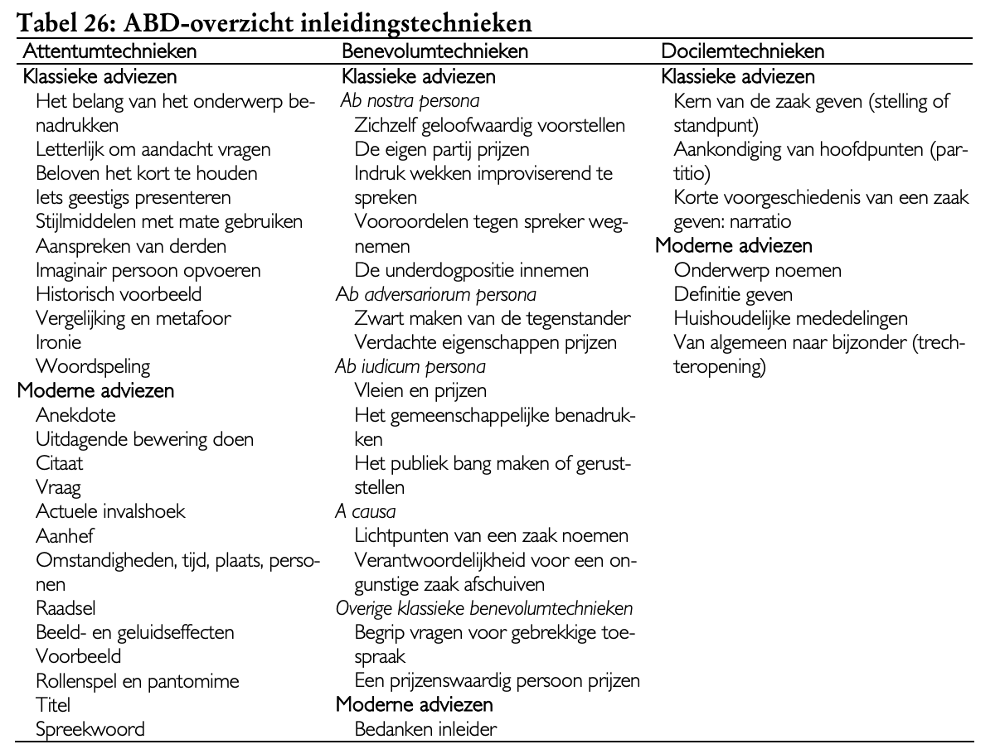 Tabel 26: ABD-overzicht inleidingstechnieken
Attentumtechnieken
Klassieke adviezen
Het belang van het onderwerp be-
nadrukken
Letterlijk om aandacht vragen
Beloven het kort te houden
Iets geestigs presenteren
Stijlmiddelen met mate gebruiken
Aanspreken van derden
Imaginair persoon opvoeren
Historisch voorbeeld
Vergelijking en metafoor
Ironie
Woordspeling
Moderne adviezen
Anekdote
Uitdagende bewering doen
Citaat
Vraag
Actuele invalshoek
Aanhef
Omstandigheden, tijd, plaats, perso-
nen
Raadsel
Beeld- en geluidseffecten
Voorbeeld
Rollenspel en pantomime
Titel
Spreekwoord
Benevolumtechnieken
Klassieke adviezen
Ab nostra persona
Zichzelf geloofwaardig voorstellen
De eigen partij prijzen
Indruk wekken improviserend te
spreken
Vooroordelen tegen spreker weg-
nemen
De underdogpositie innemen
Ab adversariorum persona
Zwart maken van de tegenstander
Verdachte eigenschappen prijzen
Ab iudicum persona
Vleien en prijzen
Het gemeenschappelijke benadruk-
ken
Het publiek bang maken of gerust-
stellen
A causa
Lichtpunten van een zaak noemen
Verantwoordelijkheid voor een on-
gunstige zaak afschuiven
Overige klassieke benevolumtechnieken
Begrip vragen voor gebrekkige toe-
spraak
Een prijzenswaardig persoon prijzen
Moderne adviezen
Bedanken inleider
Docilemtechnieken
Klassieke adviezen
Kern van de zaak geven (stelling of
standpunt)
Aankondiging van hoofdpunten (par-
titio)
Korte voorgeschiedenis van een zaak
geven: narratio
Moderne adviezen
Onderwerp noemen
Definitie geven
Huishoudelijke mededelingen
Van algemeen naar bijzonder (trech-
teropening)